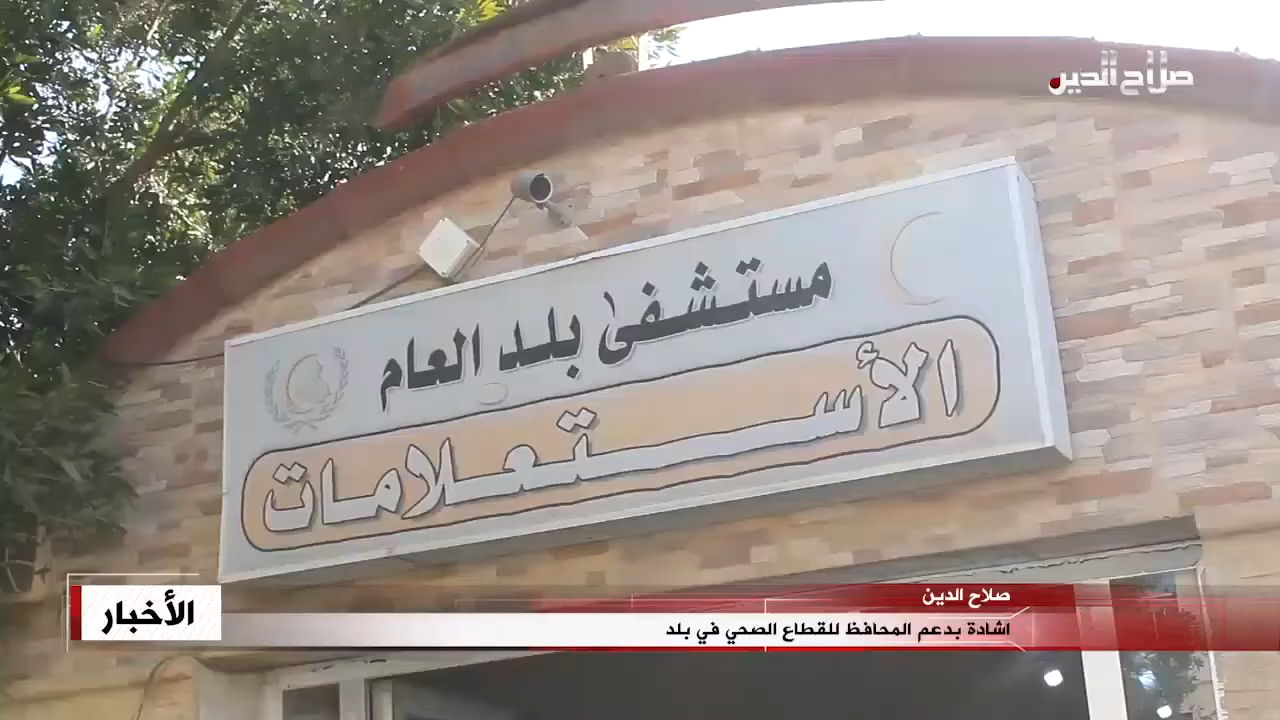 صلاح الدين
مستشفى بلد العام
الأستعلامات
صلاح الدين
الأخبار
اشادة بدعم المحافظ للقطاع الصحي في بلد